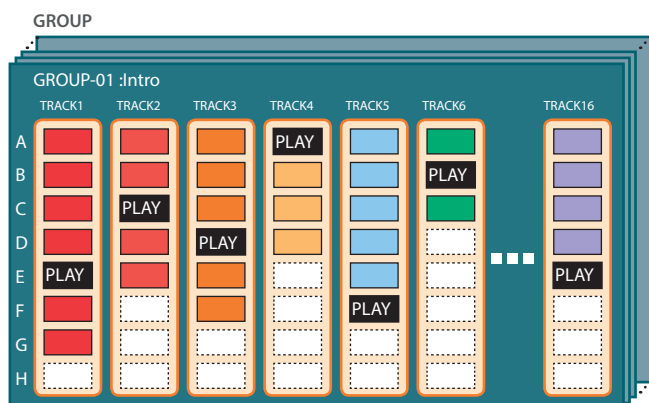 GROUP
GROUP-01 :Intro
TRACK1 TRACK2 TRACK3 TRACK4 TRACK5 TRACK6 TRACK16
A PLAY
B PLAY
C PLAY
D PLAY
E PLAY PLAY
F PLAY
G
H